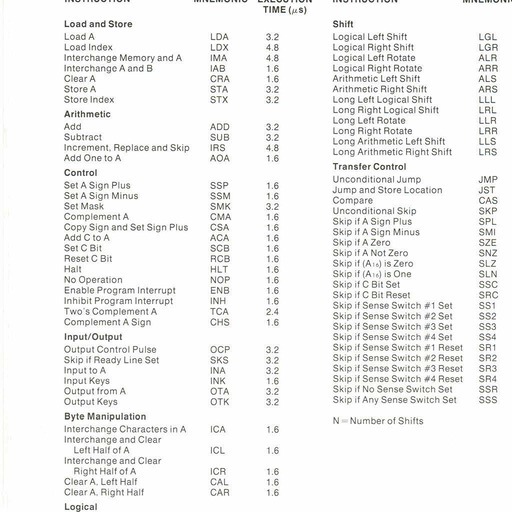 INSTRUCTION MNEMONIC EXECUTION
TIME (μs)
Load and Store
Load A LDA 3.2
Load Index LDX 4.8
Interchange Memory and A IMA 4.8
Interchange A and B IAB 1.6
Clear A CRA 1.6
Store A STA 3.2
Store Index STX 3.2
Arithmetic
Add ADD 3.2
Subtract SUB 3.2
Increment, Replace and Skip IRS 4.8
Add One to A AOA 1.6
Control
Set A Sign Plus SSP 1.6
Set A Sign Minus SSM 1.6
Set Mask SMK 3.2
Complement A CMA 1.6
Copy Sign and Set Sign Plus CSA 1.6
Add C to A ACA 1.6
Set C Bit SCB 1.6
Reset C Bit RCB 1.6
Halt HLT 1.6
No Operation NOP 1.6
Enable Program Interrupt ENB 1.6
Inhibit Program Interrupt INH 1.6
Two's Complement A TCA 2.4
Complement A Sign CHS 1.6
Input/Output
Output Control Pulse OCP 3.2
Skip if Ready Line Set SKS 3.2
Input to A INA 3.2
Input Keys INK 1.6
Output from A OTA 3.2
Output Keys OTK 3.2
Byte Manipulation
Interchange Characters in A ICA 1.6
Interchange and Clear
Left Half of A ICL 1.6
Interchange and Clear
Right Half of A ICR 1.6
Clear A, Left Half CAL 1.6
Clear A, Right Half CAR 1.6
Logical
INSTRUCTION MNEMONI
Shift
Logical Left Shift LGL
Logical Right Shift LGR
Logical Left Rotate ALR
Logical Right Rotate ARR
Arithmetic Left Shift ALS
Arithmetic Right Shift ARS
Long Left Logical Shift LLL
Long Right Logical Shift LRL
Long Left Rotate LLR
Long Right Rotate LRR
Long Arithmetic Left Shift LLS
Long Arithmetic Right Shift LRS
Transfer Control
Unconditional Jump JMP
Jump and Store Location JST
Compare CAS
Unconditional Skip SKP
Skip if A Sign Plus SPL
Skip if A Sign Minus SMI
Skip if A Zero SZE
Skip if A Not Zero SNZ
Skip if (A₁₆) is Zero SLZ
Skip if (A₁₆) is One SLN
Skip if C Bit Set SSC
Skip if C Bit Reset SRC
Skip if Sense Switch #1 Set SS1
Skip if Sense Switch #2 Set SS2
Skip if Sense Switch #3 Set SS3
Skip if Sense Switch #4 Set SS4
Skip if Sense Switch #1 Reset SR1
Skip if Sense Switch #2 Reset SR2
Skip if Sense Switch #3 Reset SR3
Skip if Sense Switch #4 Reset SR4
Skip if No Sense Switch Set SSR
Skip if Any Sense Switch Set SSS
N = Number of Shifts